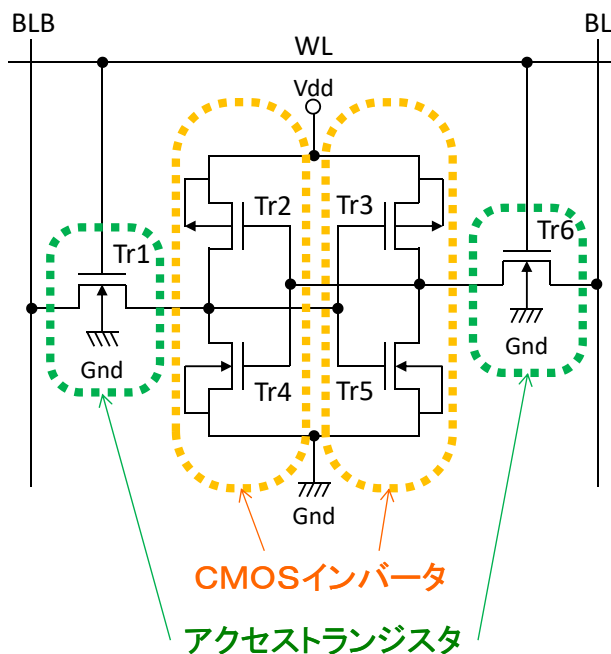 BLB
BL
WL
Vdd
Tr2
Tr3
Tr1
Tr6
Gnd
Gnd
Tr4
Tr5
Gnd
CMOSインバータ
アクセストランジスタ